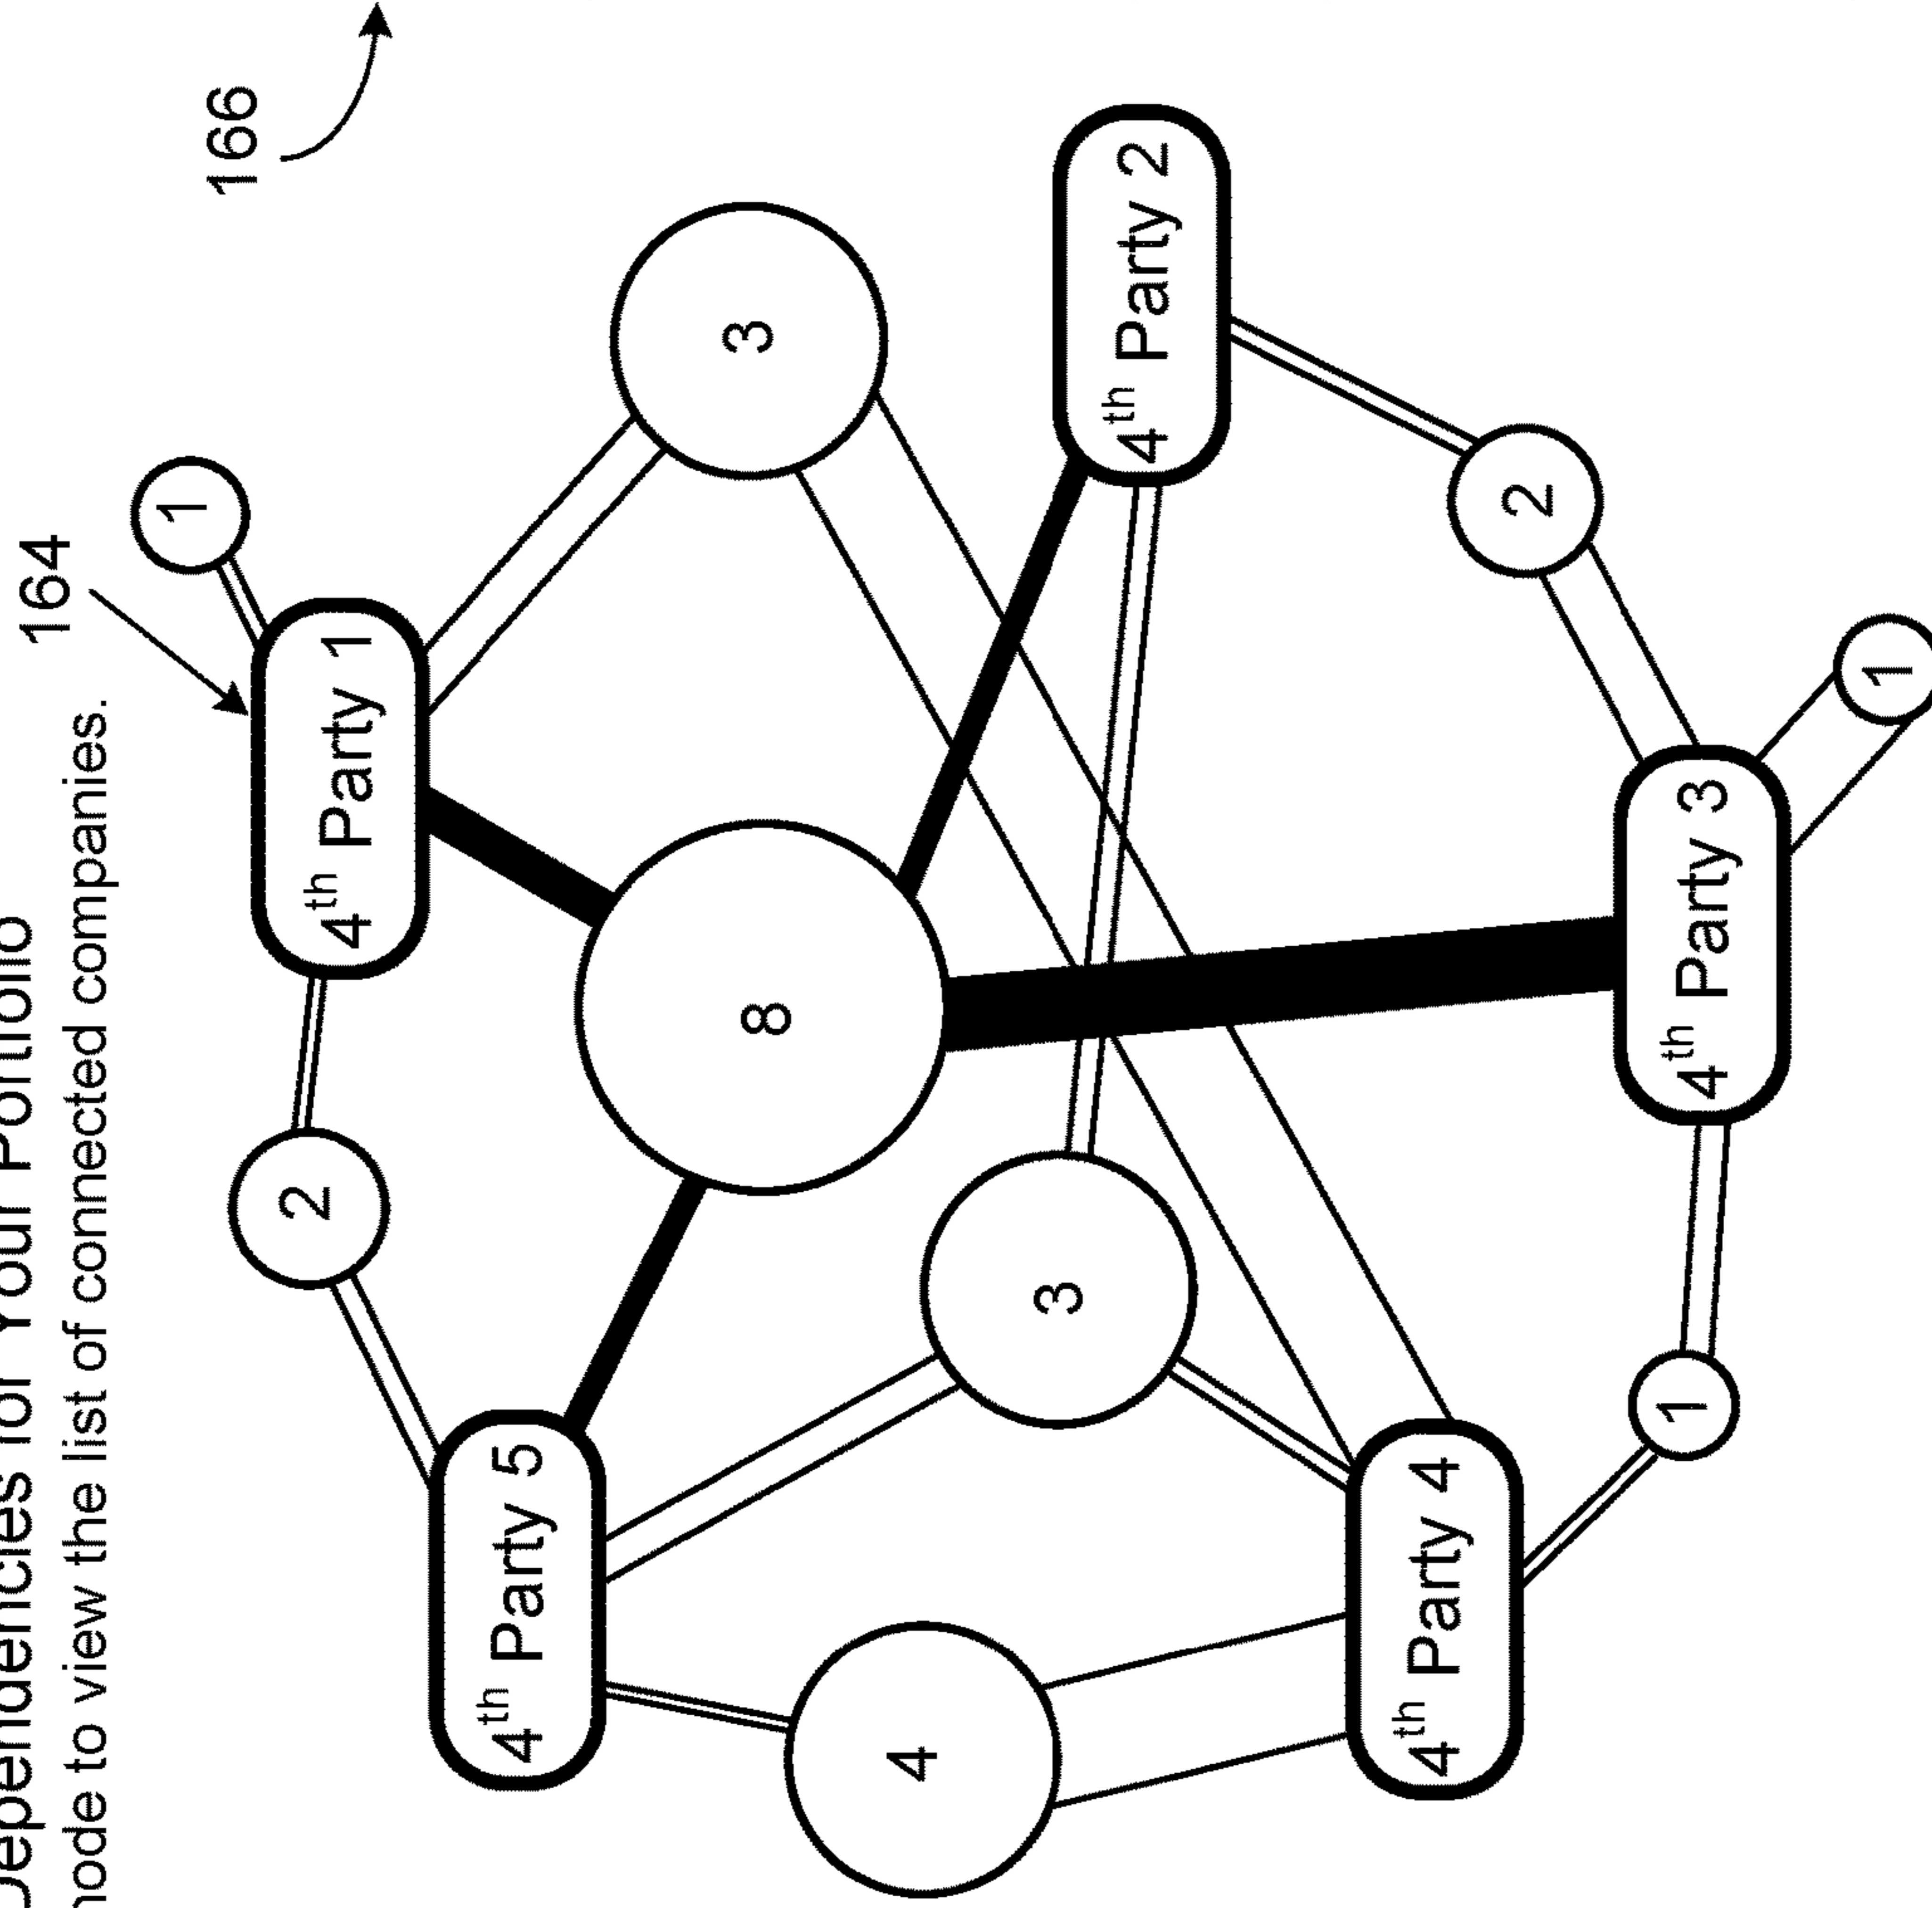 Dependencies for Your Portfolio
node to view the list of connected companies.
164
1
166
2
4th Party 1
4th Party 5
3
8
4
3
4th Party 2
4th Party 4
2
1
4th Party 3
1